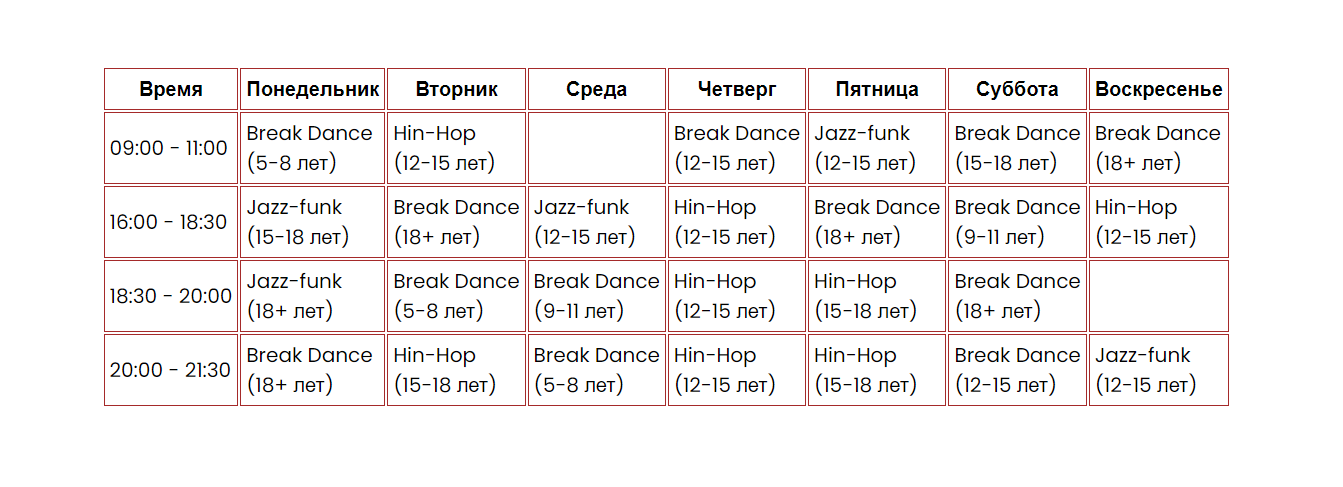 Время Понедельник Вторник Среда Четверг Пятница Суббота Воскресенье
09:00 - 11:00
Break Dance
(5-8 лет)
Hin-Hop
(12-15 лет)
Break Dance
(12-15 лет)
Jazz-funk
(12-15 лет)
Break Dance
(15-18 лет)
Break Dance
(18+ лет)
16:00 - 18:30
Jazz-funk
(15-18 лет)
Break Dance
(18+ лет)
Jazz-funk
(12-15 лет)
Hin-Hop
(12-15 лет)
Break Dance
(18+ лет)
Break Dance
(9-11 лет)
Hin-Hop
(12-15 лет)
18:30 - 20:00
Jazz-funk
(18+ лет)
Break Dance
(5-8 лет)
Break Dance
(9-11 лет)
Hin-Hop
(12-15 лет)
Hin-Hop
(15-18 лет)
Break Dance
(18+ лет)
20:00 - 21:30
Break Dance
(18+ лет)
Hin-Hop
(15-18 лет)
Break Dance
(5-8 лет)
Hin-Hop
(12-15 лет)
Hin-Hop
(15-18 лет)
Break Dance
(12-15 лет)
Jazz-funk
(12-15 лет)